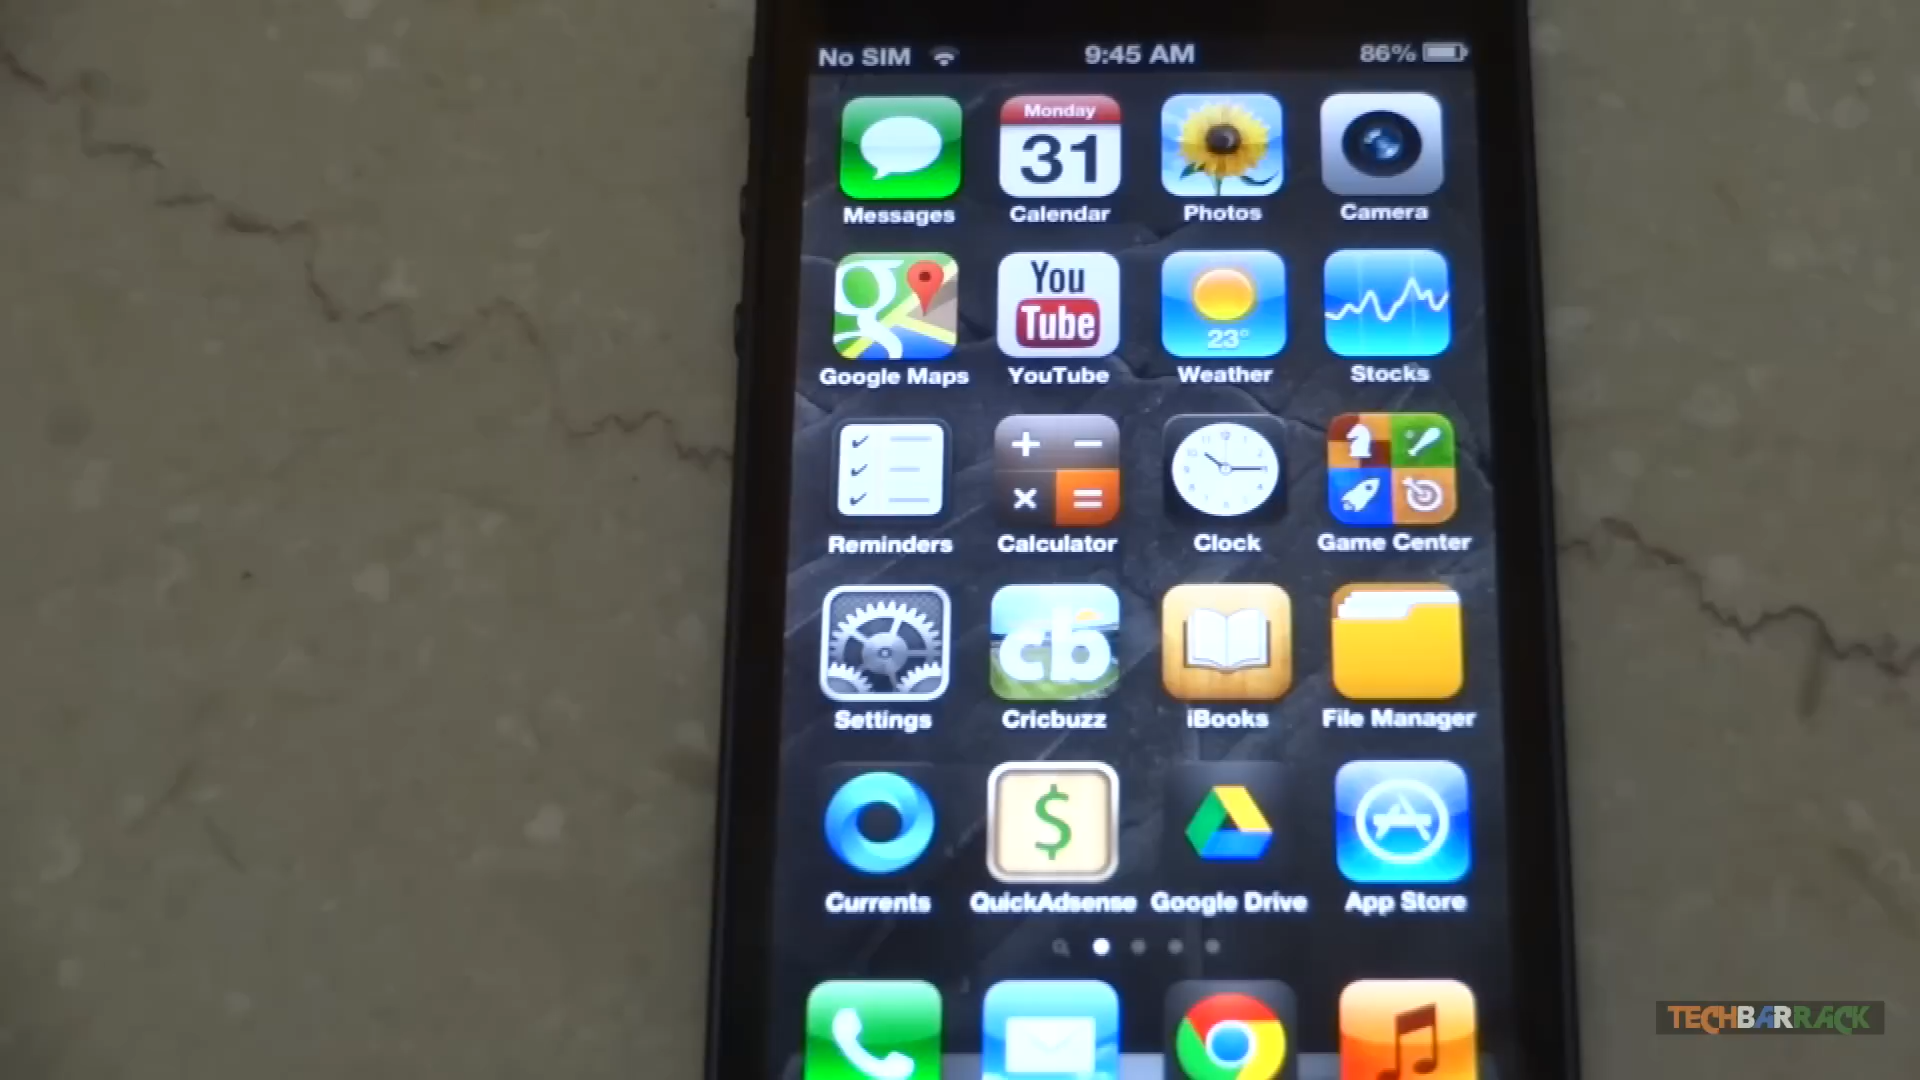 No SIM 9:45 AM 86%
Monday
31
Messages Calendar Photos Camera
You
Tube
23°
Google Maps YouTube Weather Stocks
Reminders Calculator Clock Game Center
cb
Settings Cricbuzz iBooks File Manager
$
Currents QuickAdsense Google Drive App Store
TECHBARRACK